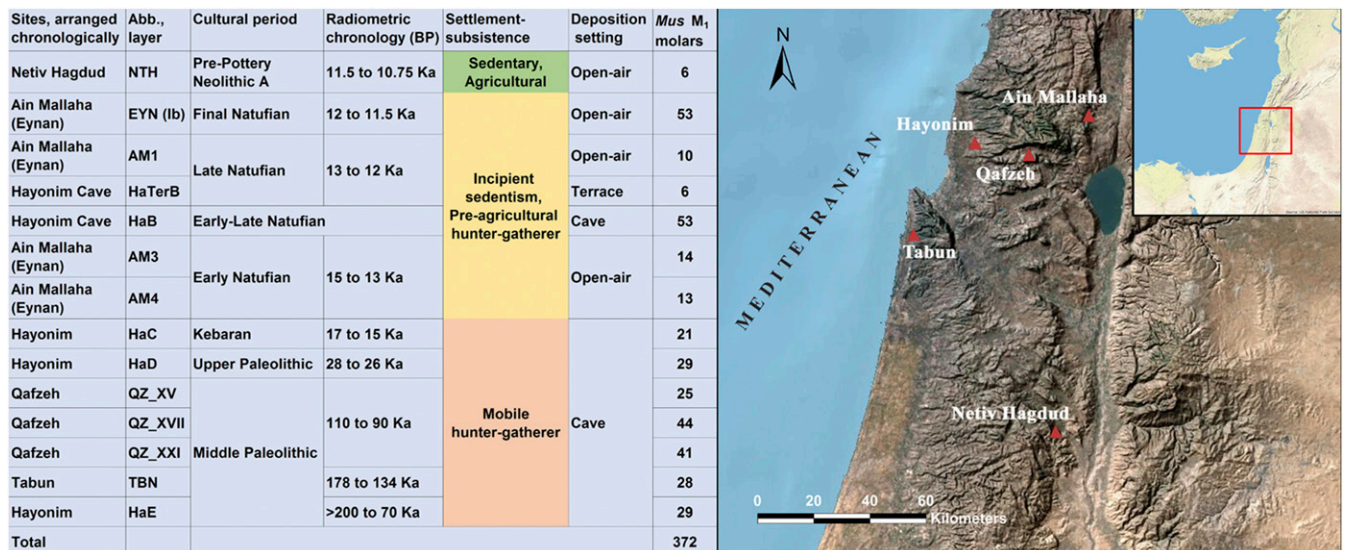 Sites, arranged chronologically | Abb., layer | Cultural period | Radiometric chronology (BP) | Settlement-subsistence | Deposition setting | Mus M1 molars
Netiv Hagdud | NTH | Pre-Pottery Neolithic A | 11.5 to 10.75 Ka | Sedentary, Agricultural | Open-air | 6
Ain Mallaha (Eynan) | EYN (Ib) | Final Natufian | 12 to 11.5 Ka | Incipient sedentism, Pre-agricultural hunter-gatherer | Open-air | 53
Ain Mallaha (Eynan) | AM1 | Late Natufian | 13 to 12 Ka | Open-air | 10
Hayonim Cave | HaTerB | Terrace | 6
Hayonim Cave | HaB | Early-Late Natufian | Cave | 53
Ain Mallaha (Eynan) | AM3 | Early Natufian | 15 to 13 Ka | Open-air | 14
Ain Mallaha (Eynan) | AM4 | 13
Hayonim | HaC | Kebaran | 17 to 15 Ka | Mobile hunter-gatherer | Cave | 21
Hayonim | HaD | Upper Paleolithic | 28 to 26 Ka | 29
Qafzeh | QZ_XV | Middle Paleolithic | 110 to 90 Ka | 25
Qafzeh | QZ_XVII | 44
Qafzeh | QZ_XXI | 41
Tabun | TBN | 178 to 134 Ka | 28
Hayonim | HaE | >200 to 70 Ka | 29
Total | 372
N
Ain Mallaha
Hayonim
Qafzeh
Tabun
MEDITERRANEAN
Netiv Hagdud
0 20 40 60
Kilometers